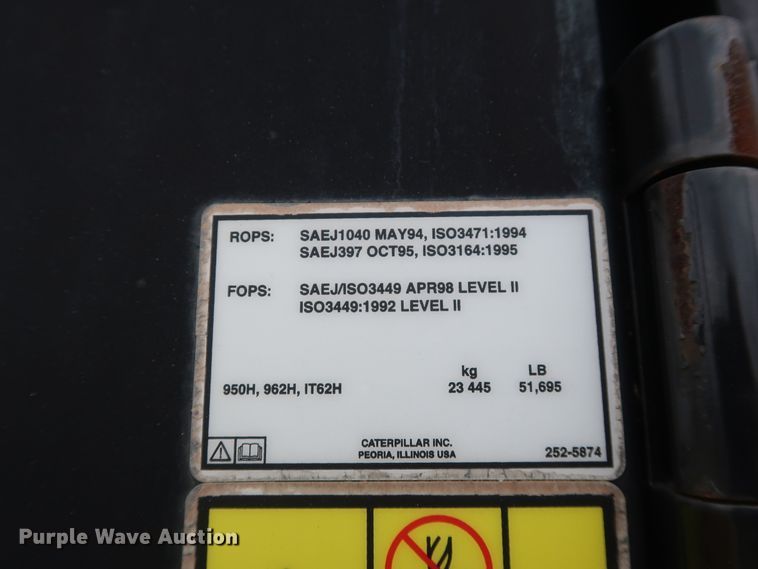 ROPS: SAEJ1040 MAY94, ISO3471:1994
SAEJ397 OCT95, ISO3164:1995
FOPS: SAEJ/ISO3449 APR98 LEVEL II
ISO3449:1992 LEVEL II
kg LB
950H, 962H, IT62H 23 445 51,695
CATERPILLAR INC.
PEORIA, ILLINOIS USA 252-5874
Purple Wave Auction®